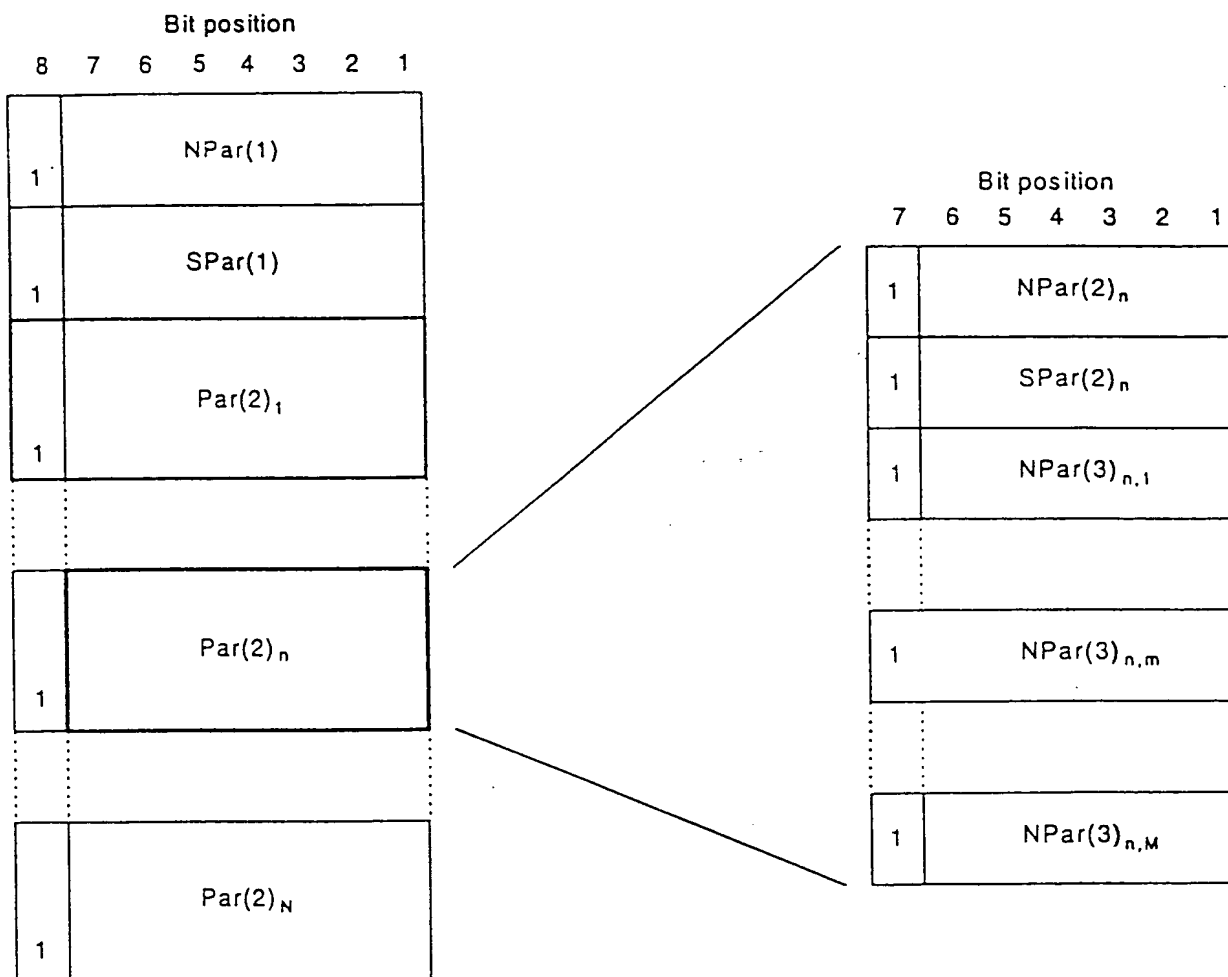 Bit position
8 7 6 5 4 3 2 1
NPar(1)
1
SPar(1)
1
Par(2)1
1
Par(2)n
1
Par(2)N
1
Bit position
7 6 5 4 3 2 1
1 NPar(2)n
1 SPar(2)n
1 NPar(3)n,1
1 NPar(3)n,m
1 NPar(3)n,M